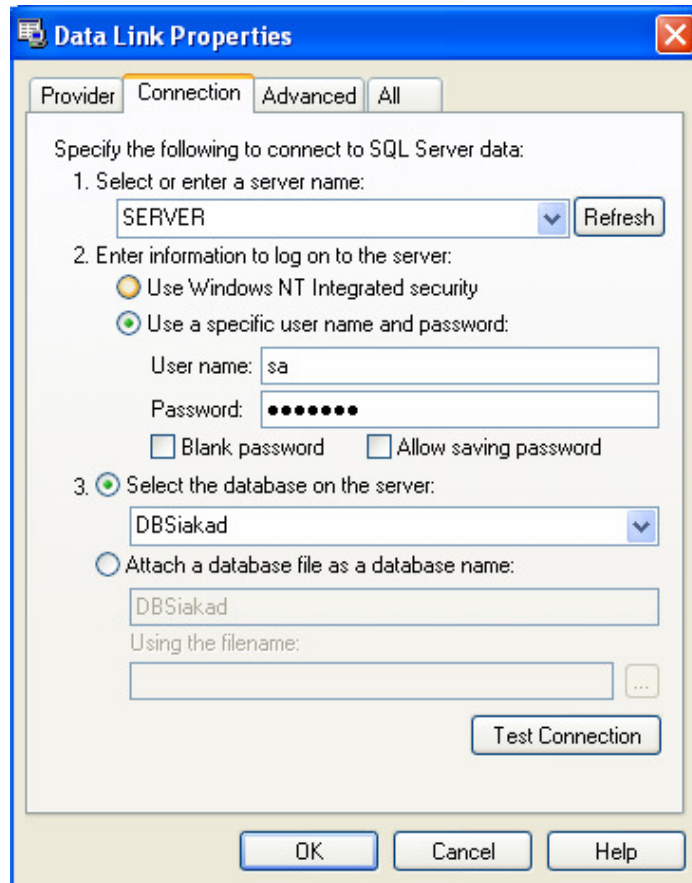 Data Link Properties
Provider Connection Advanced All
Specify the following to connect to SQL Server data:
1. Select or enter a server name:
SERVER Refresh
2. Enter information to log on to the server:
Use Windows NT Integrated security
Use a specific user name and password:
User name: sa
Password: •••••••
Blank password Allow saving password
3. Select the database on the server:
DBSiakad
Attach a database file as a database name:
DBSiakad
Using the filename:
...
Test Connection
OK Cancel Help